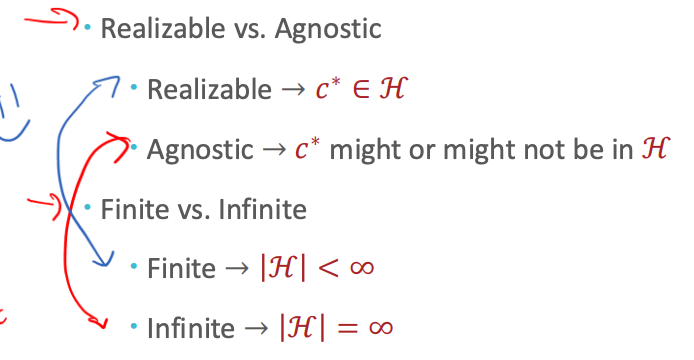 • Realizable vs. Agnostic
• Realizable → c* ∈ ℋ
• Agnostic → c* might or might not be in ℋ
• Finite vs. Infinite
• Finite → |ℋ| < ∞
• Infinite → |ℋ| = ∞